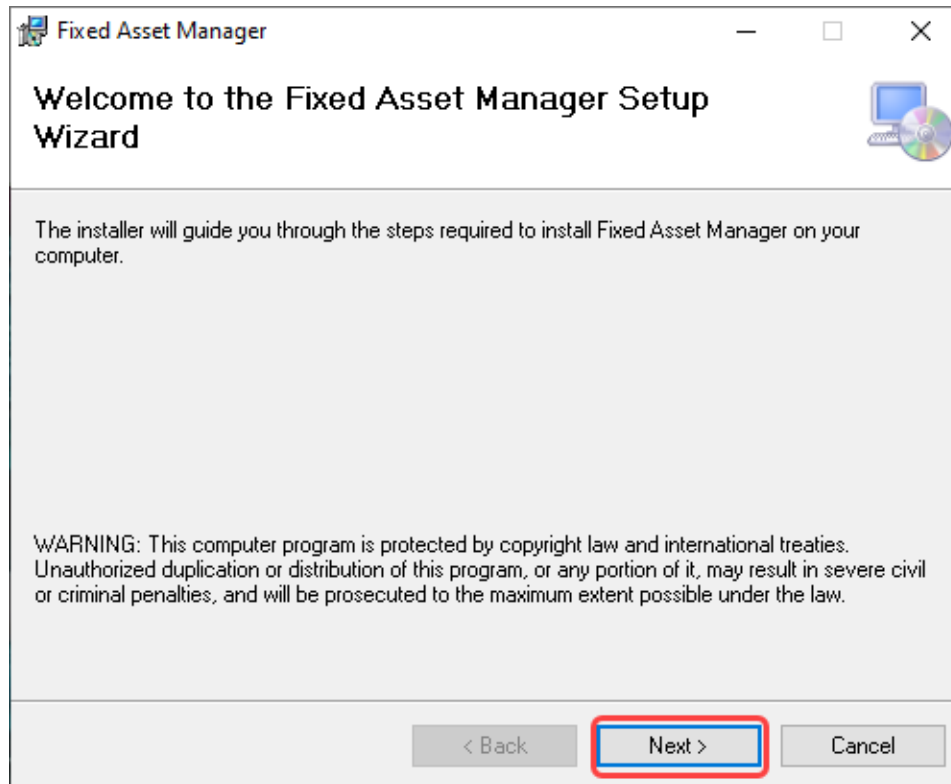 Fixed Asset Manager
Welcome to the Fixed Asset Manager Setup
Wizard
The installer will guide you through the steps required to install Fixed Asset Manager on your
computer.
WARNING: This computer program is protected by copyright law and international treaties.
Unauthorized duplication or distribution of this program, or any portion of it, may result in severe civil
or criminal penalties, and will be prosecuted to the maximum extent possible under the law.
< Back
Next >
Cancel